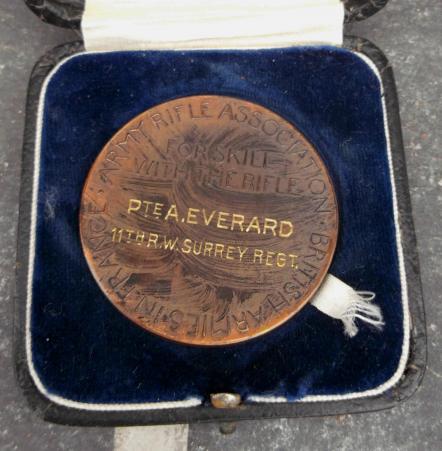 ARMY RIFLE ASSOCIATION · BRITISH ARMIES · IN · FRANCE ·
FOR SKILL
WITH THE RIFLE
PTE A. EVERARD
11TH R.W. SURREY REGT.